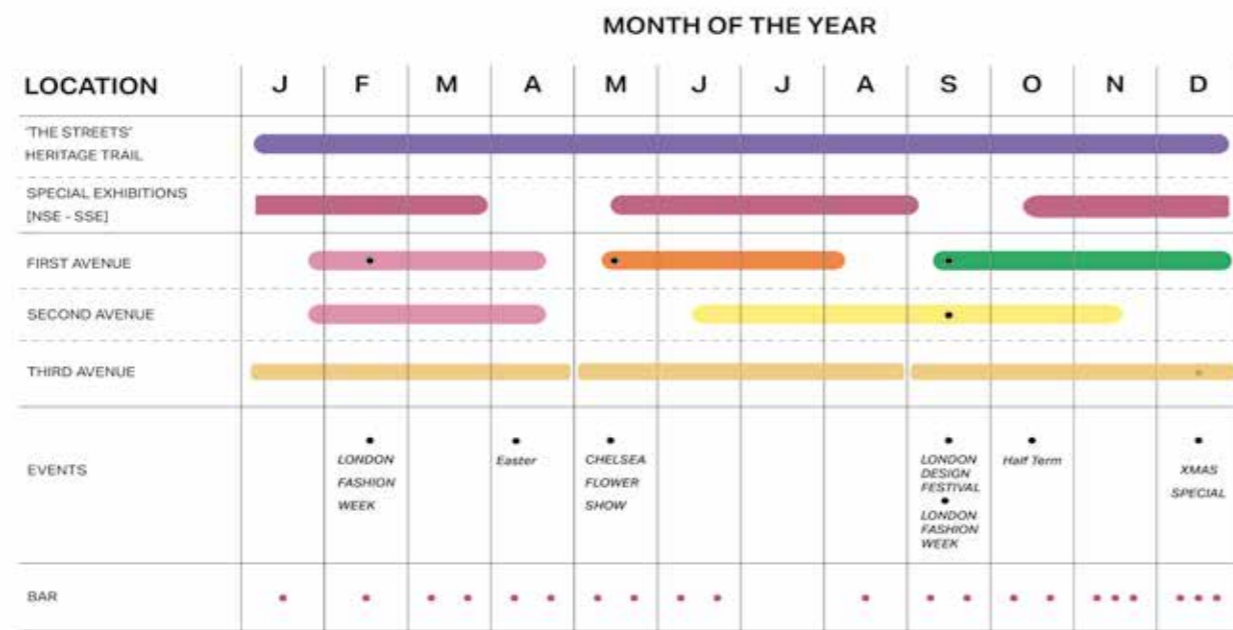 MONTH OF THE YEAR
LOCATION J F M A M J J A S O N D
'THE STREETS'
HERITAGE TRAIL
SPECIAL EXHIBITIONS
[NSE - SSE]
FIRST AVENUE
SECOND AVENUE
THIRD AVENUE
EVENTS
LONDON
FASHION
WEEK
Easter
CHELSEA
FLOWER
SHOW
LONDON
DESIGN
FESTIVAL
LONDON
FASHION
WEEK
Half Term
XMAS
SPECIAL
BAR